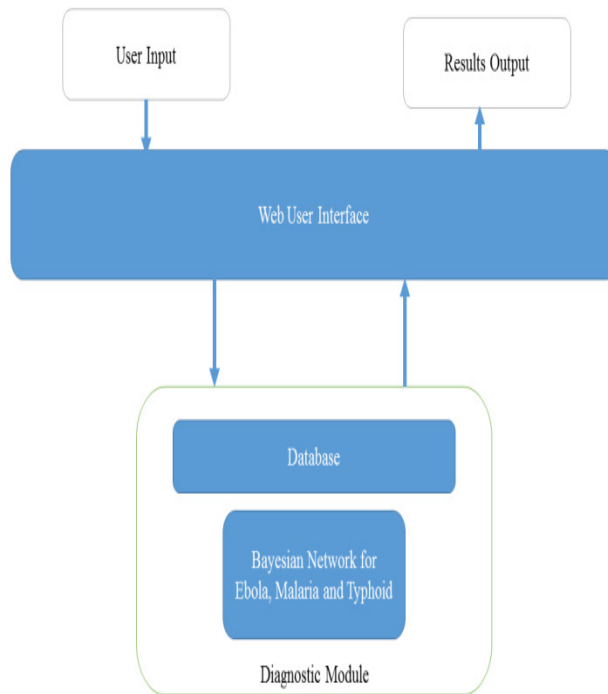 User Input
Results Output
Web User Interface
Database
Bayesian Network for
Ebola, Malaria and Typhoid
Diagnostic Module